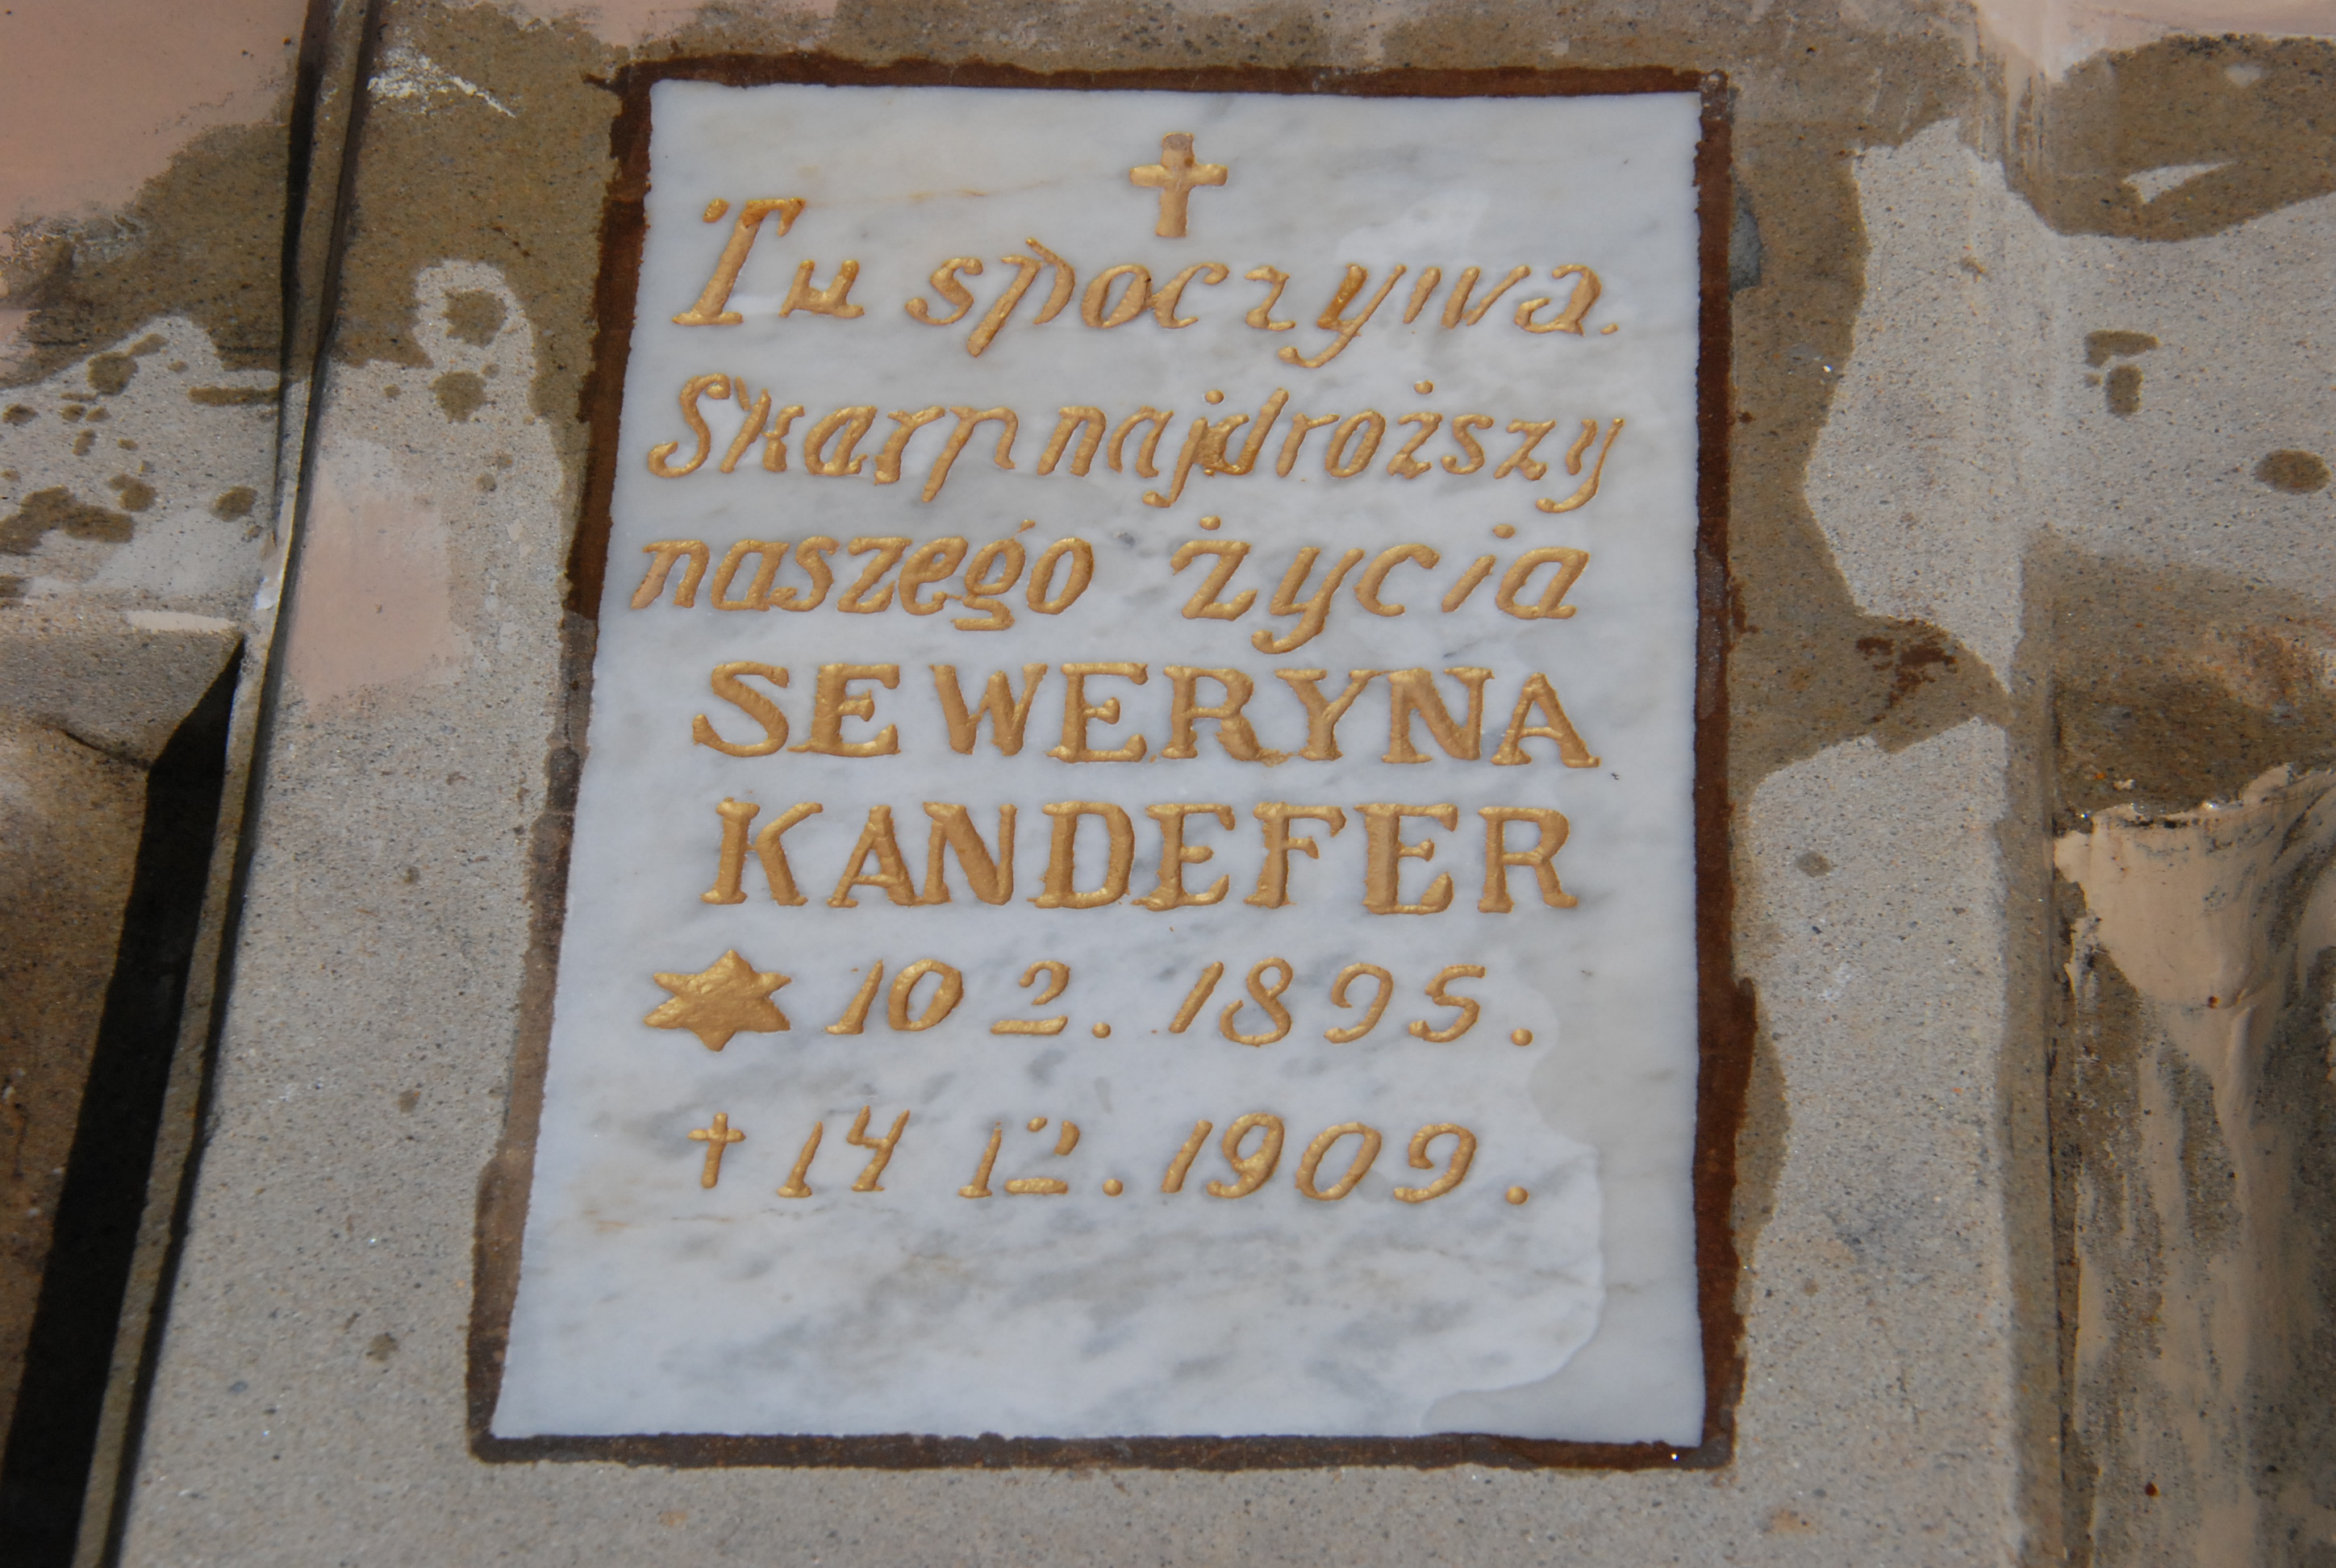 ✝
Tu spoczywa.
Skarp najdroższy
naszego życia
SEWERYNA
KANDEFER
✶ 10 2. 1895.
✝ 14 12. 1909.